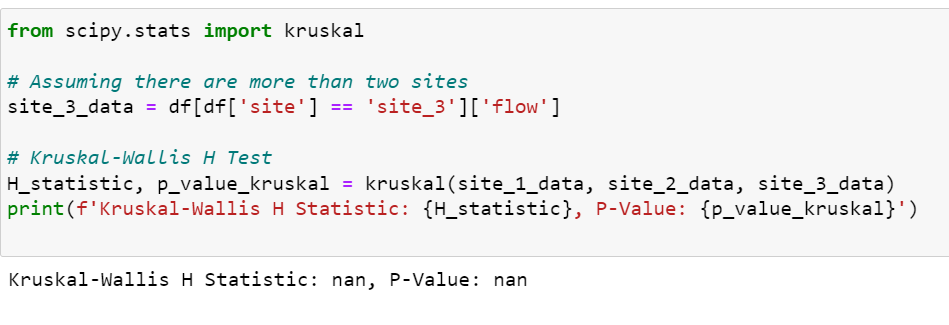 from scipy.stats import kruskal
# Assuming there are more than two sites
site_3_data = df[df['site'] == 'site_3']['flow']
# Kruskal-Wallis H Test
H_statistic, p_value_kruskal = kruskal(site_1_data, site_2_data, site_3_data)
print(f'Kruskal-Wallis H Statistic: {H_statistic}, P-Value: {p_value_kruskal}')
Kruskal-Wallis H Statistic: nan, P-Value: nan